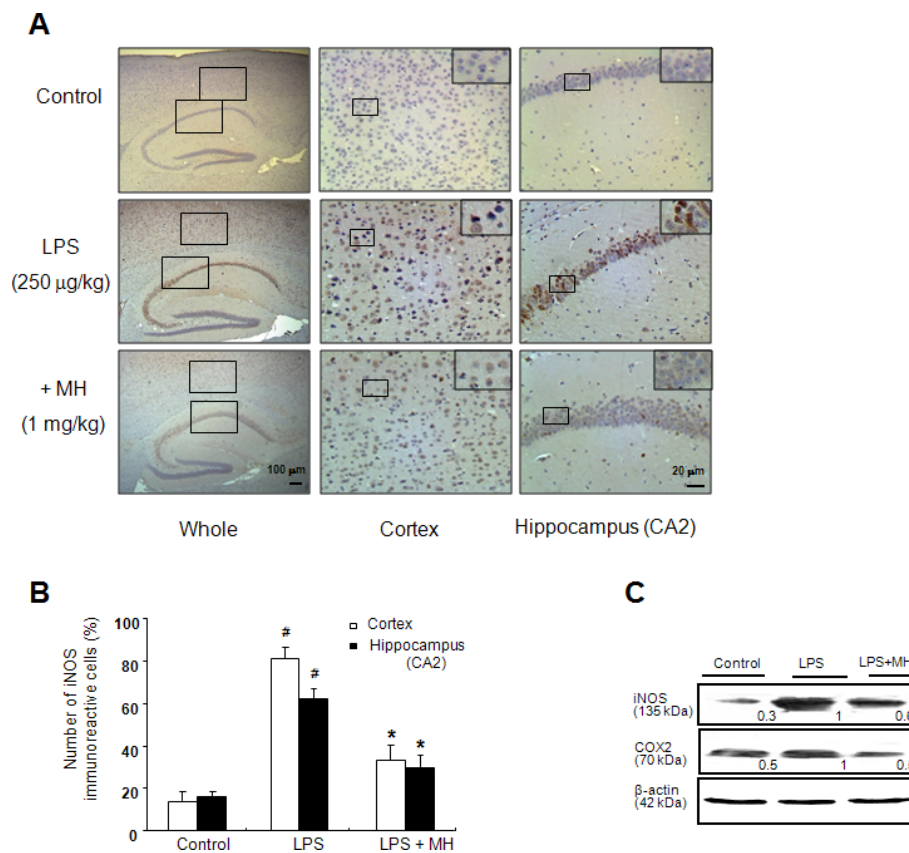 A
Control
LPS
(250 μg/kg)
+ MH
(1 mg/kg)
100 μm
20 μm
Whole
Cortex
Hippocampus (CA2)
B
Number of iNOS
immunoreactive cells (%)
100
80
60
40
20
0
#
#
*
*
Cortex
Hippocampus
(CA2)
Control
LPS
LPS + MH
C
Control
LPS
LPS+MH
iNOS
(135 kDa)
0.3
1
COX2
(70 kDa)
0.5
1
β-actin
(42 kDa)